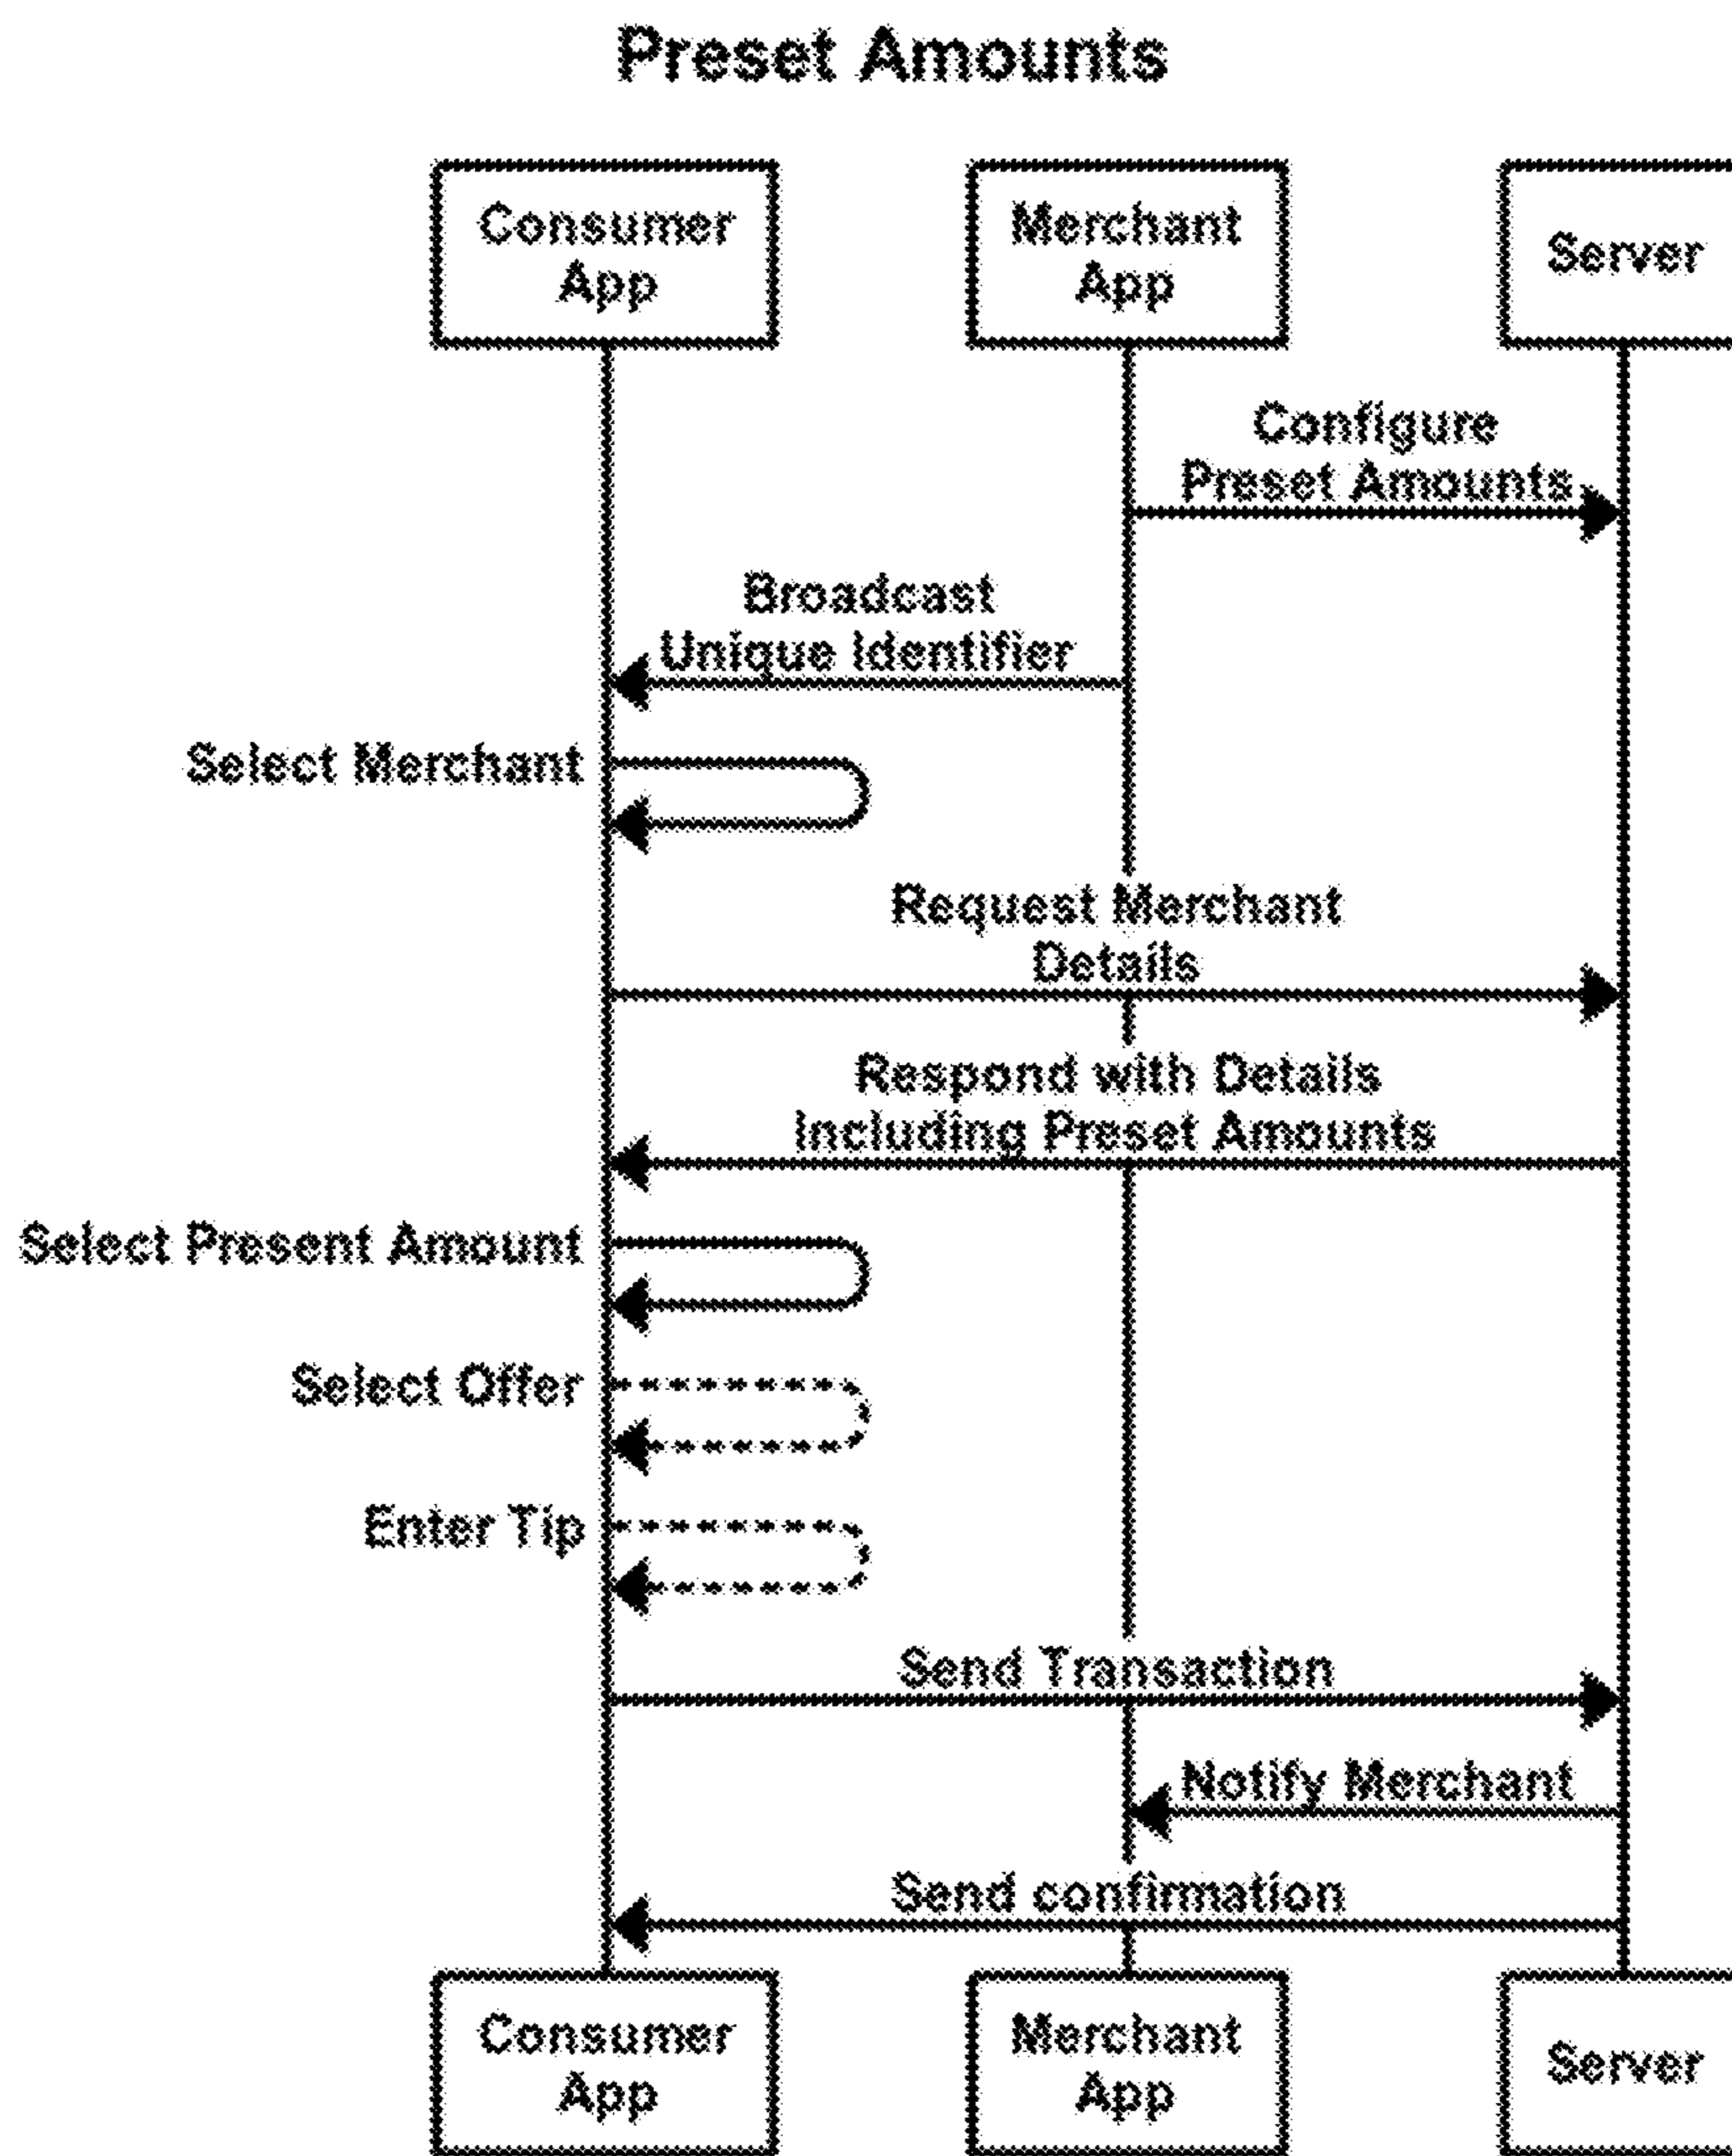 Preset Amounts
Consumer
App
Merchant
App
Server
Configure
Preset Amounts
Broadcast
Unique Identifier
Select Merchant
Request Merchant
Details
Respond with Details
Including Preset Amounts
Select Present Amount
Select Offer
Enter Tip
Send Transaction
Notify Merchant
Send confirmation
Consumer
App
Merchant
App
Server